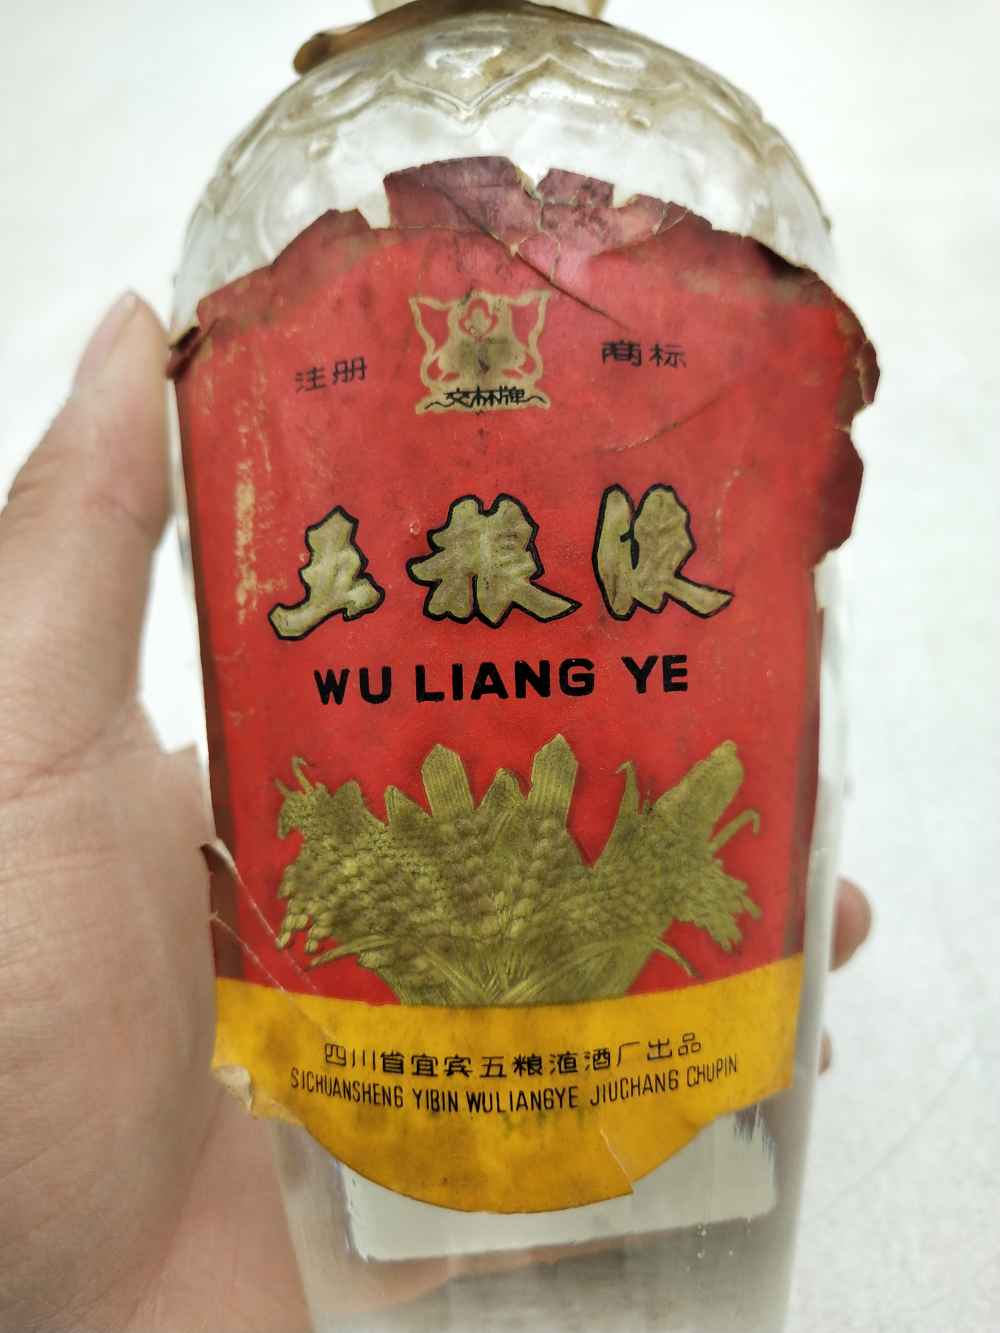 注册 商标
交杯牌
五粮液
WU LIANG YE
四川省宜宾五粮液酒厂出品
SICHUANSHENG YIBIN WULIANGYE JIUCHANG CHUPIN